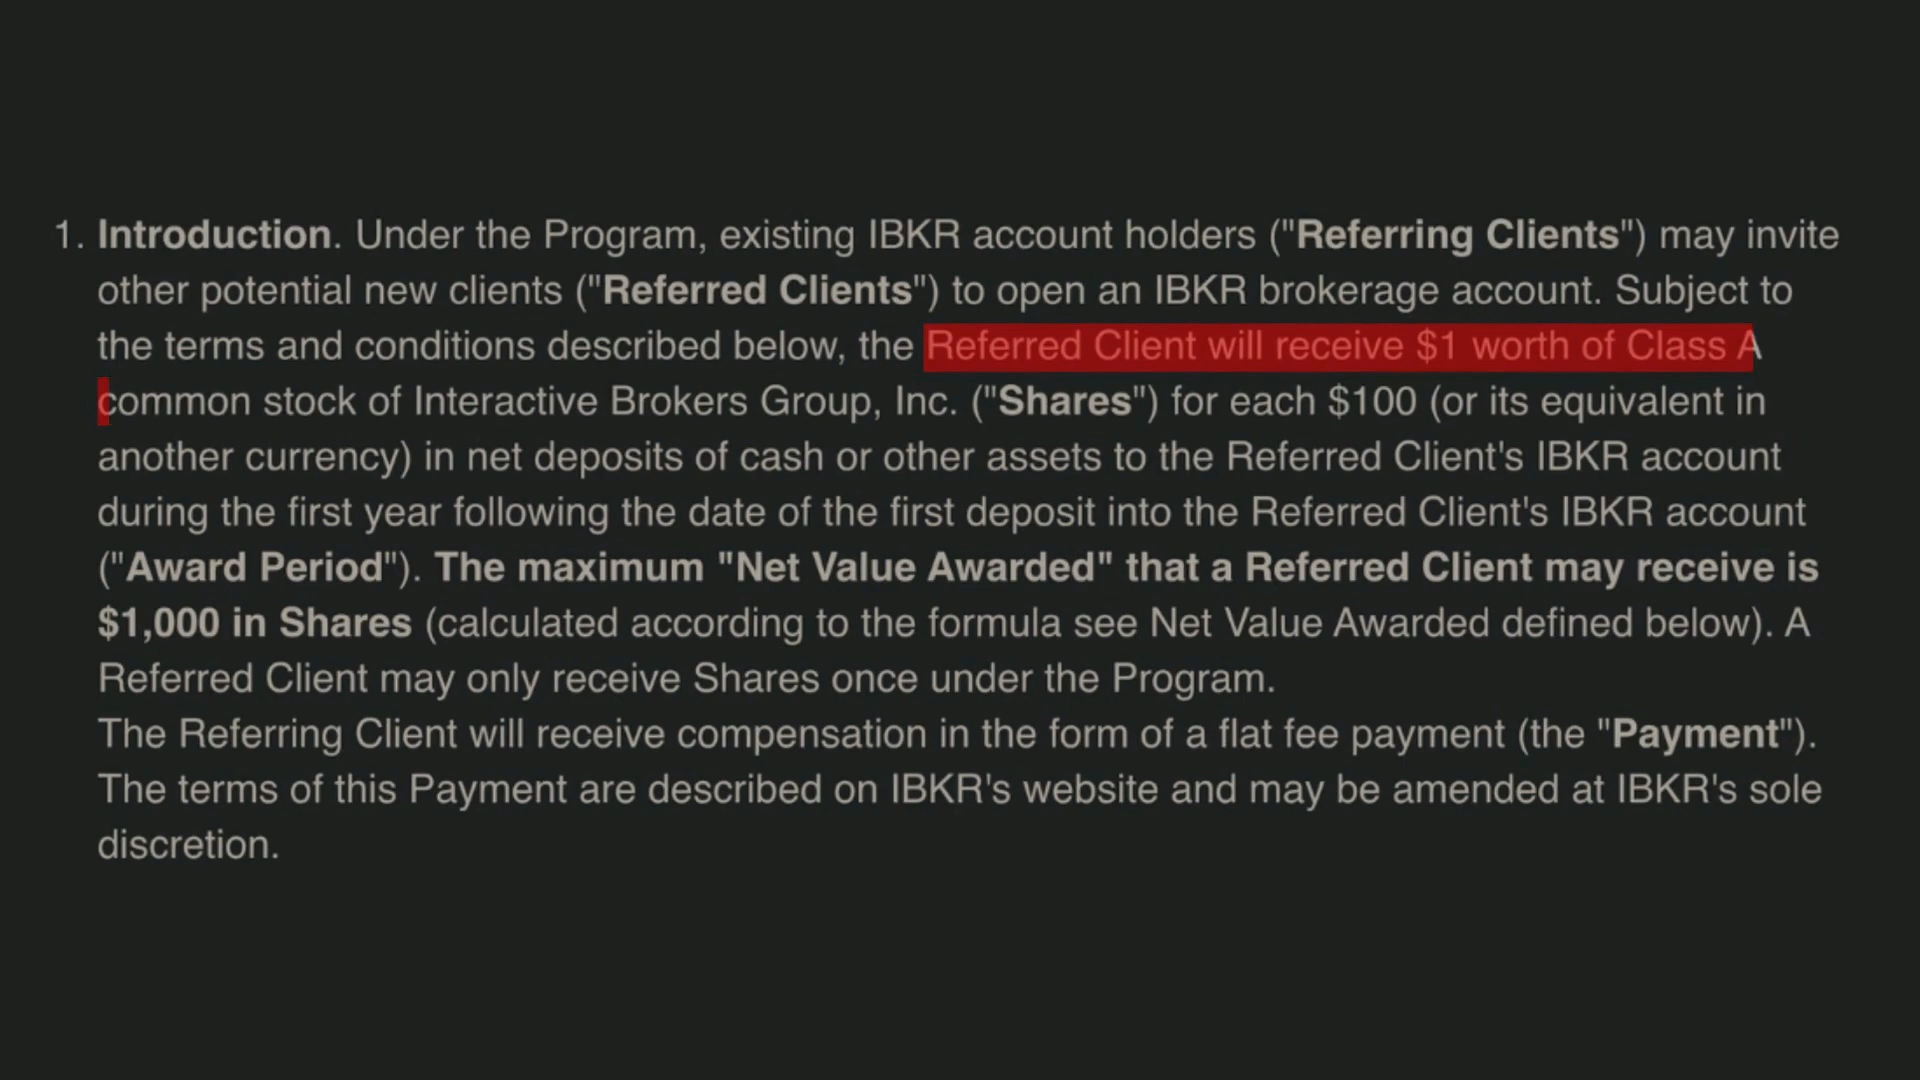 1. Introduction. Under the Program, existing IBKR account holders ("Referring Clients") may invite
other potential new clients ("Referred Clients") to open an IBKR brokerage account. Subject to
the terms and conditions described below, the Referred Client will receive $1 worth of Class A
common stock of Interactive Brokers Group, Inc. ("Shares") for each $100 (or its equivalent in
another currency) in net deposits of cash or other assets to the Referred Client's IBKR account
during the first year following the date of the first deposit into the Referred Client's IBKR account
("Award Period"). The maximum "Net Value Awarded" that a Referred Client may receive is
$1,000 in Shares (calculated according to the formula see Net Value Awarded defined below). A
Referred Client may only receive Shares once under the Program.
The Referring Client will receive compensation in the form of a flat fee payment (the "Payment").
The terms of this Payment are described on IBKR's website and may be amended at IBKR's sole
discretion.